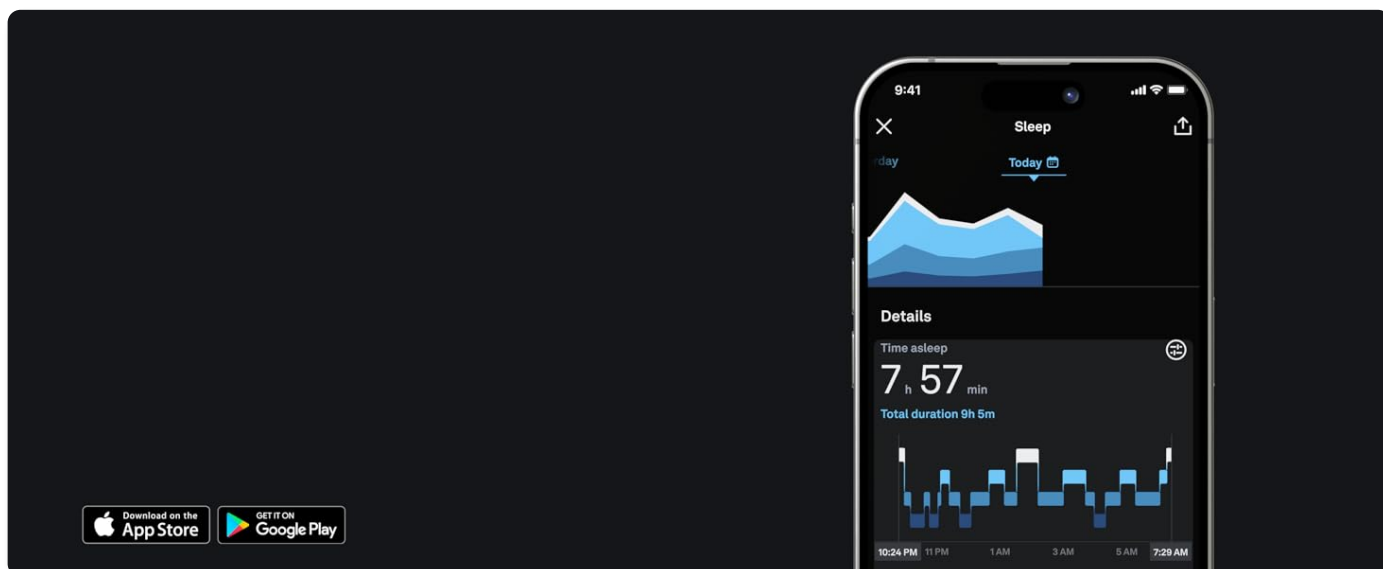 9:41
Sleep
rday
Today
Details
Time asleep
7 h 57 min
Total duration 9h 5m
10:24 PM 11 PM 1 AM 3 AM 5 AM 7:29 AM
Download on the
App Store
GET IT ON
Google Play